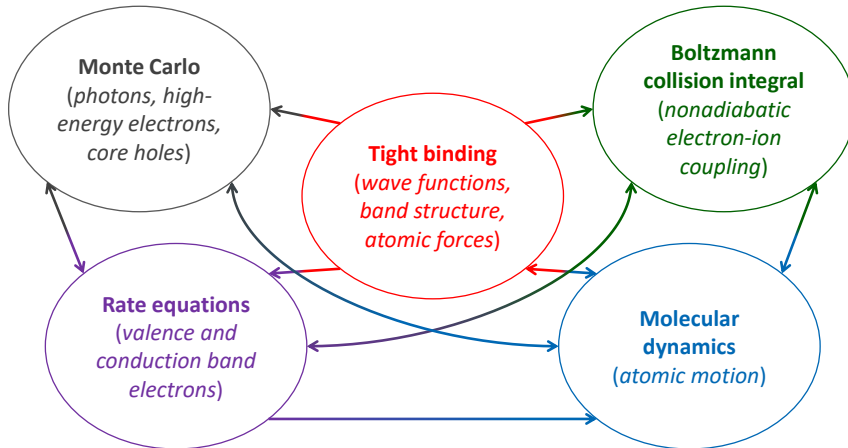 Monte Carlo
(photons, high-
energy electrons,
core holes)
Boltzmann
collision integral
(nonadiabatic
electron-ion
coupling)
Tight binding
(wave functions,
band structure,
atomic forces)
Rate equations
(valence and
conduction band
electrons)
Molecular
dynamics
(atomic motion)